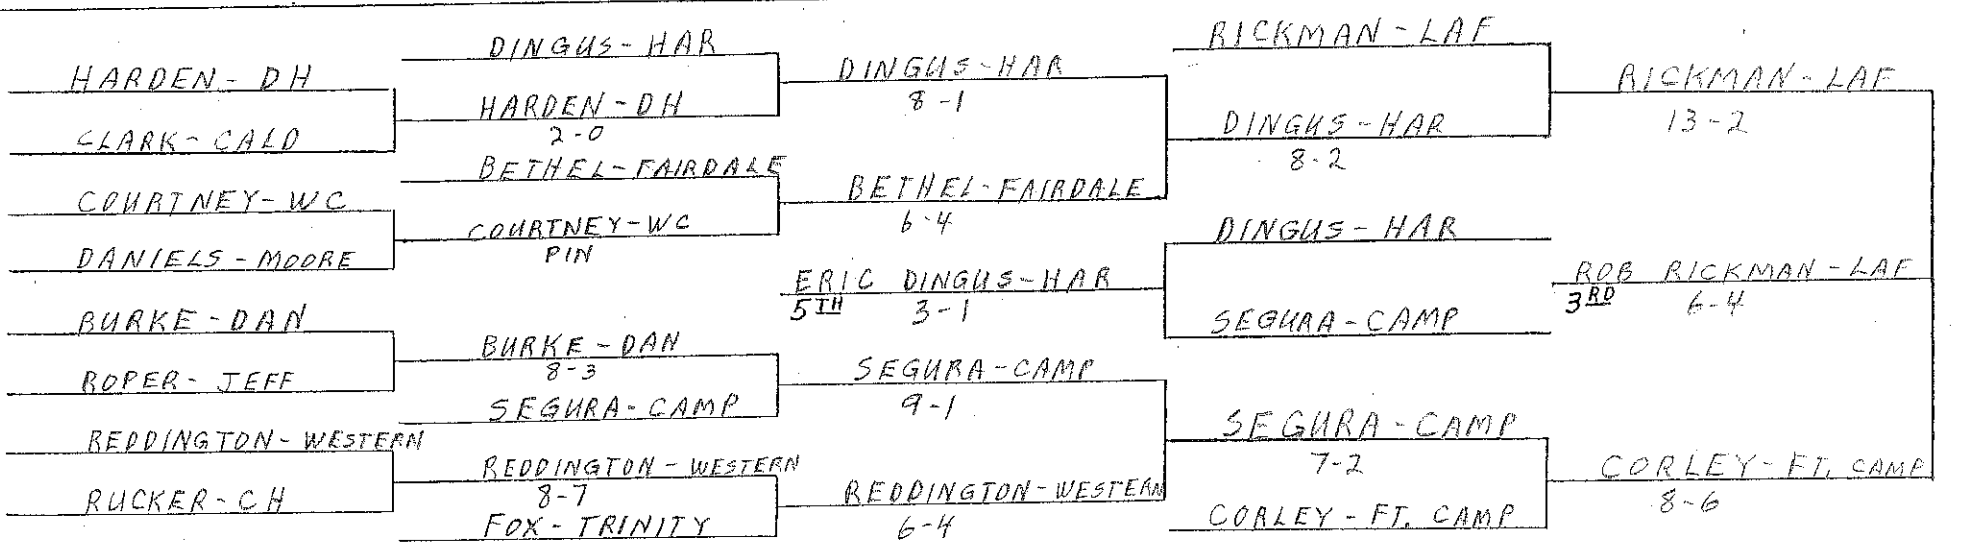 HARDEN - DH
CLARK - CALD
COURTNEY - WC
DANIELS - MOORE
BURKE - DAN
ROPER - JEFF
REDDINGTON - WESTERN
RUCKER - CH
DINGUS - HAR
HARDEN - DH
2-0
BETHEL - FAIRDALE
COURTNEY - WC
PIN
BURKE - DAN
8-3
SEGURA - CAMP
REDDINGTON - WESTERN
8-7
FOX - TRINITY
DINGUS - HAR
8-1
BETHEL - FAIRDALE
6-4
ERIC DINGUS - HAR
5TH 3-1
SEGURA - CAMP
9-1
REDDINGTON - WESTERN
6-4
RICKMAN - LAF
DINGUS - HAR
8-2
DINGUS - HAR
SEGURA - CAMP
SEGURA - CAMP
7-2
CORLEY - FT. CAMP
RICKMAN - LAF
13-2
ROB RICKMAN - LAF
3RD 6-4
CORLEY - FT. CAMP
8-6